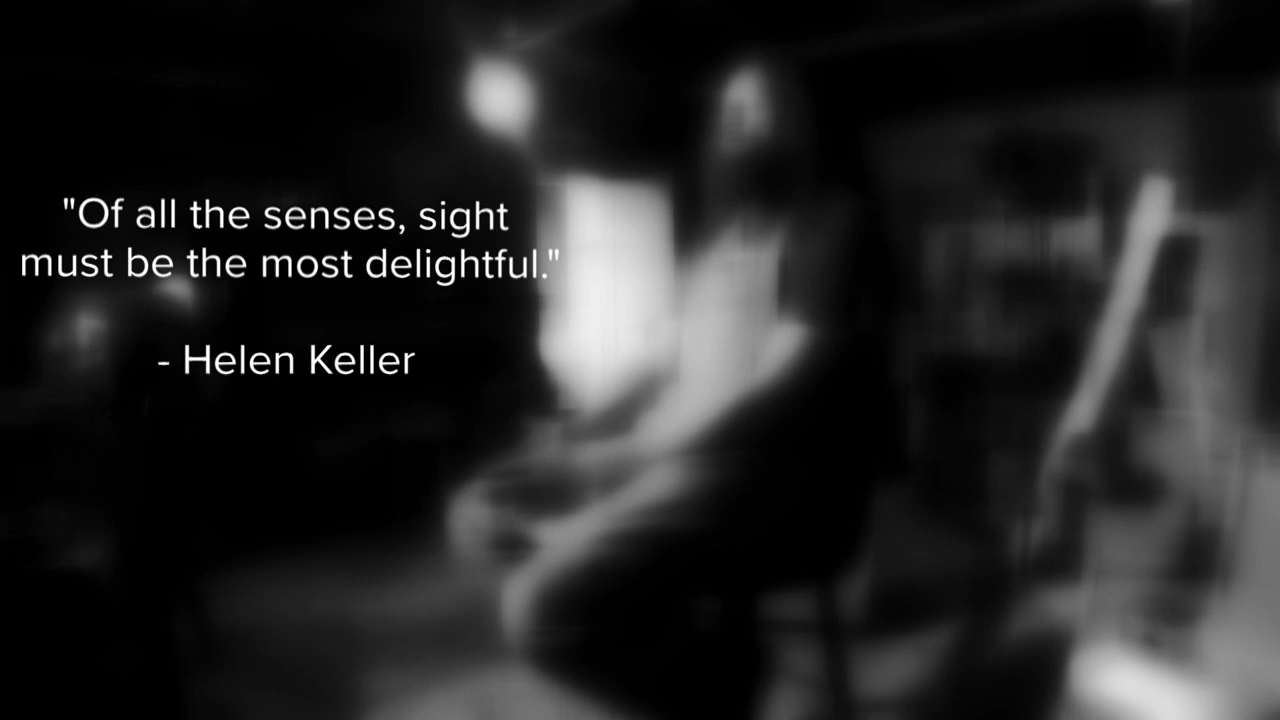 "Of all the senses, sight
must be the most delightful."
- Helen Keller